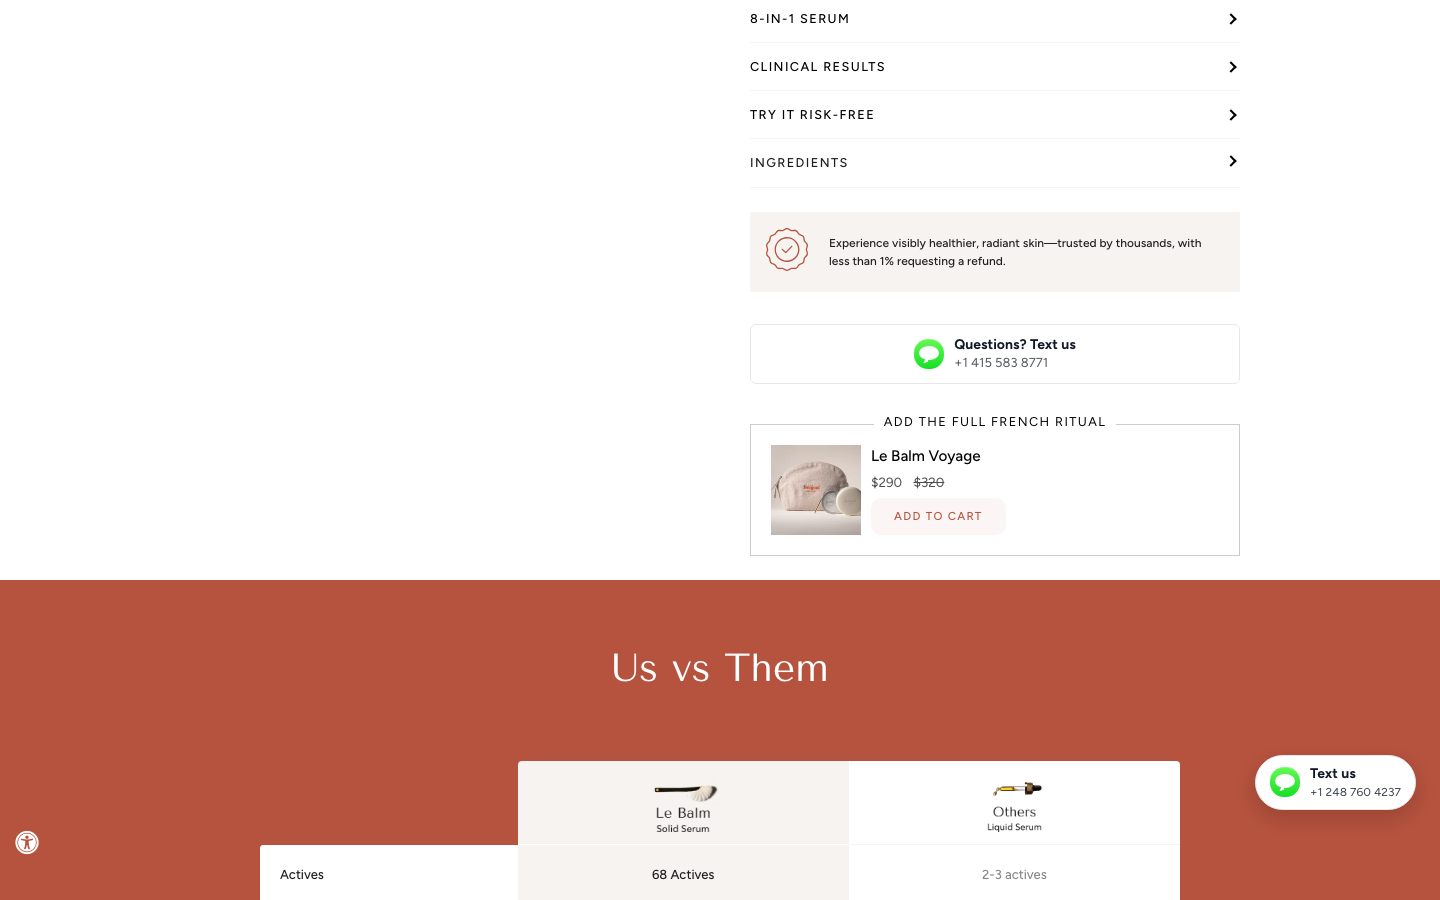 8-IN-1 SERUM
CLINICAL RESULTS
TRY IT RISK-FREE
INGREDIENTS
Experience visibly healthier, radiant skin—trusted by thousands, with
less than 1% requesting a refund.
Questions? Text us
+1 415 583 8771
ADD THE FULL FRENCH RITUAL
Le Balm Voyage
$290 $320
ADD TO CART
Us vs Them
Le Balm
Solid Serum
Others
Liquid Serum
Text us
+1 248 760 4237
Actives
68 Actives
2-3 actives